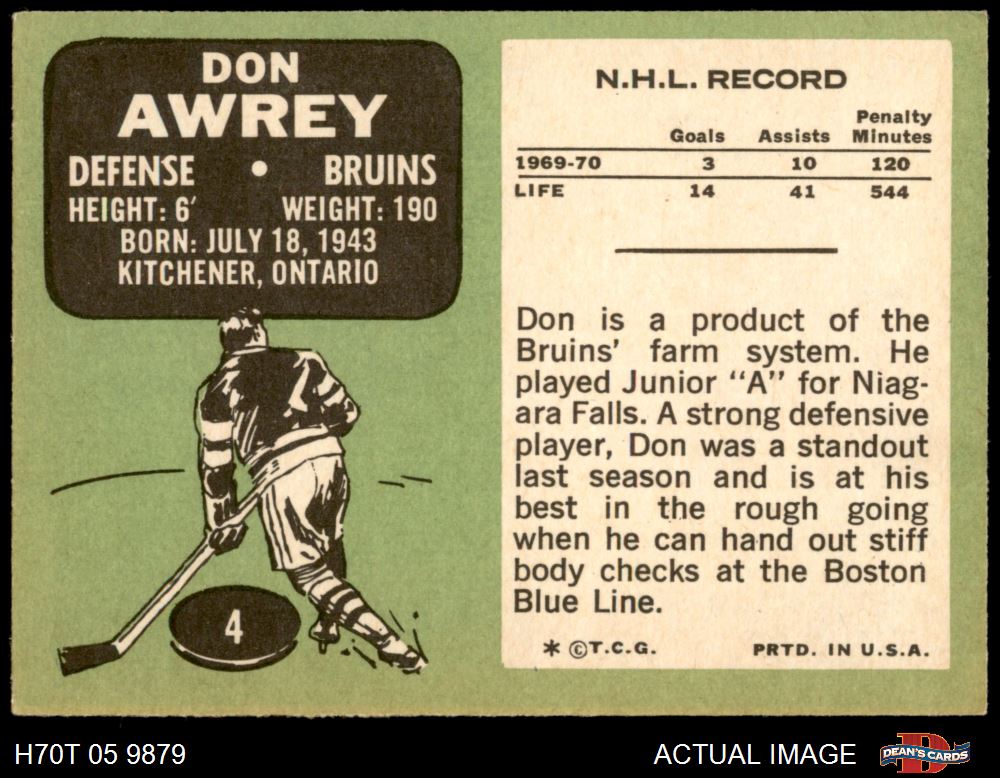 DON
AWREY
DEFENSE • BRUINS
HEIGHT: 6' WEIGHT: 190
BORN: JULY 18, 1943
KITCHENER, ONTARIO
4
N.H.L. RECORD
Goals Assists Penalty Minutes
1969-70 3 10 120
LIFE 14 41 544
Don is a product of the
Bruins' farm system. He
played Junior "A" for Niag-
ara Falls. A strong defensive
player, Don was a standout
last season and is at his
best in the rough going
when he can hand out stiff
body checks at the Boston
Blue Line.
* ©T.C.G. PRTD. IN U.S.A.
H70T 05 9879 ACTUAL IMAGE DEAN'S CARDS